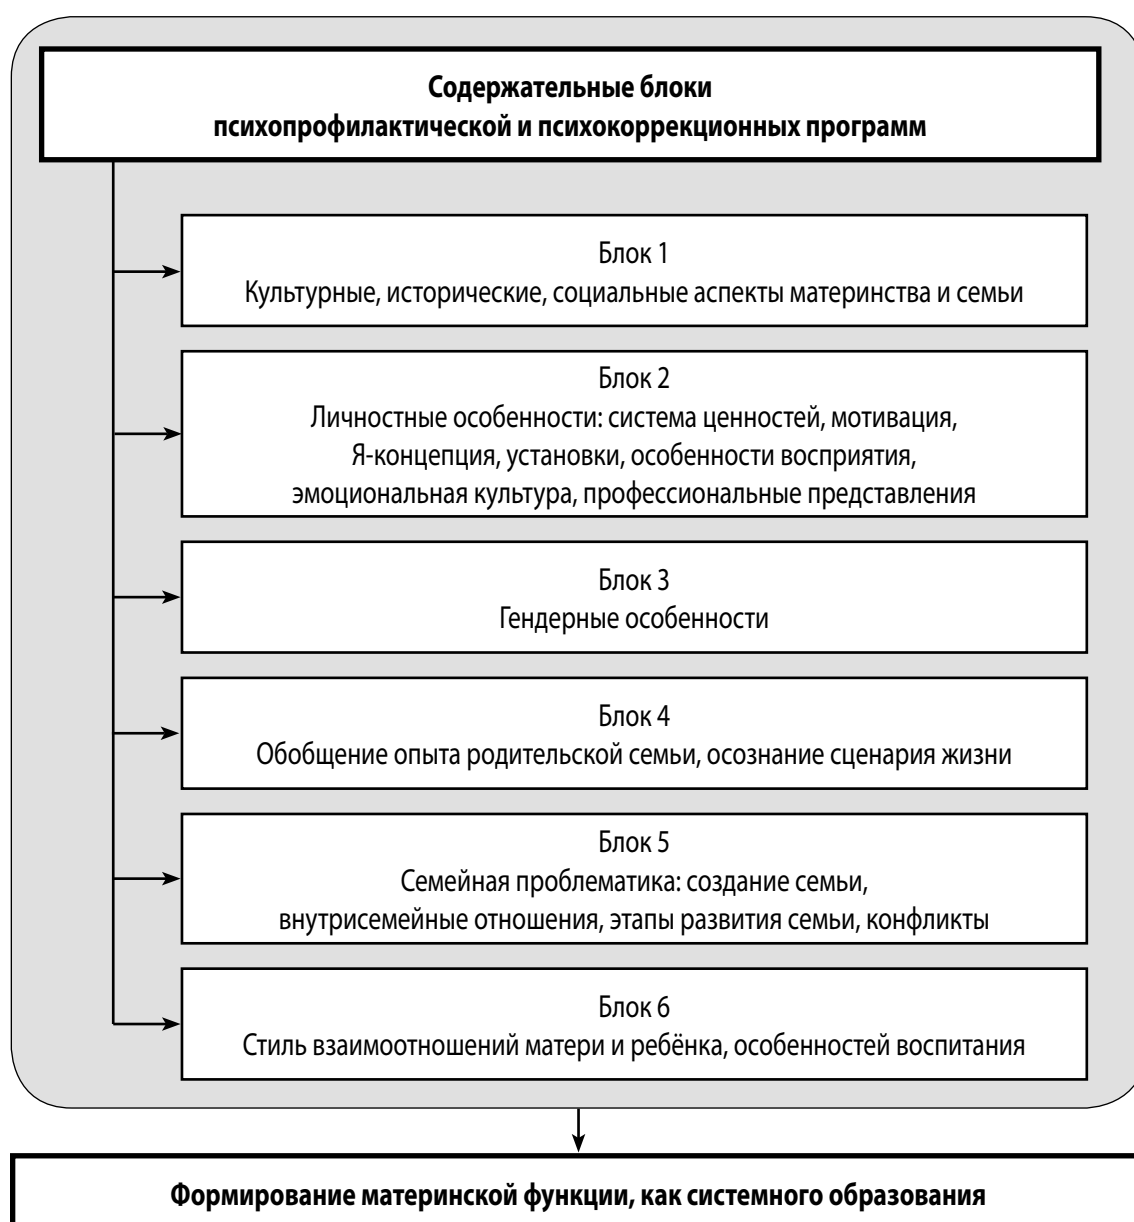 Содержательные блоки
психопрофилактической и психокоррекционных программ
Блок 1
Культурные, исторические, социальные аспекты материнства и семьи
Блок 2
Личностные особенности: система ценностей, мотивация,
Я-концепция, установки, особенности восприятия,
эмоциональная культура, профессиональные представления
Блок 3
Гендерные особенности
Блок 4
Обобщение опыта родительской семьи, осознание сценария жизни
Блок 5
Семейная проблематика: создание семьи,
внутрисемейные отношения, этапы развития семьи, конфликты
Блок 6
Стиль взаимоотношений матери и ребёнка, особенностей воспитания
Формирование материнской функции, как системного образования